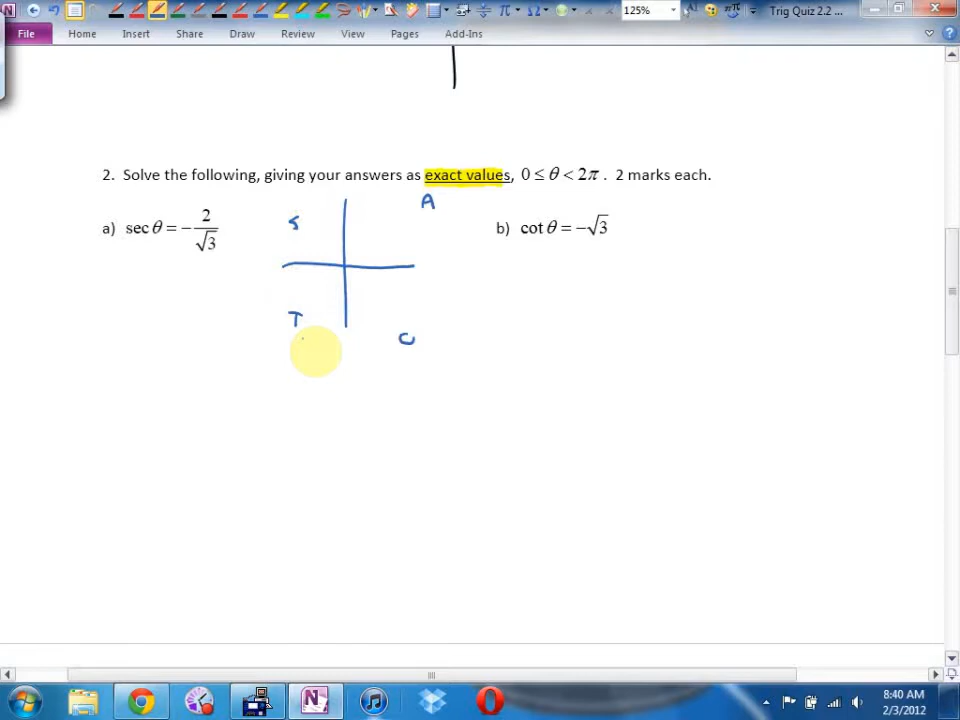 125%
Trig Quiz 2.2 ...
File Home Insert Share Draw Review View Pages Add-Ins
2. Solve the following, giving your answers as exact values, 0 ≤ θ < 2π . 2 marks each.
S A
a) sec θ = − 2/√3
b) cot θ = −√3
T C
8:40 AM
2/3/2012